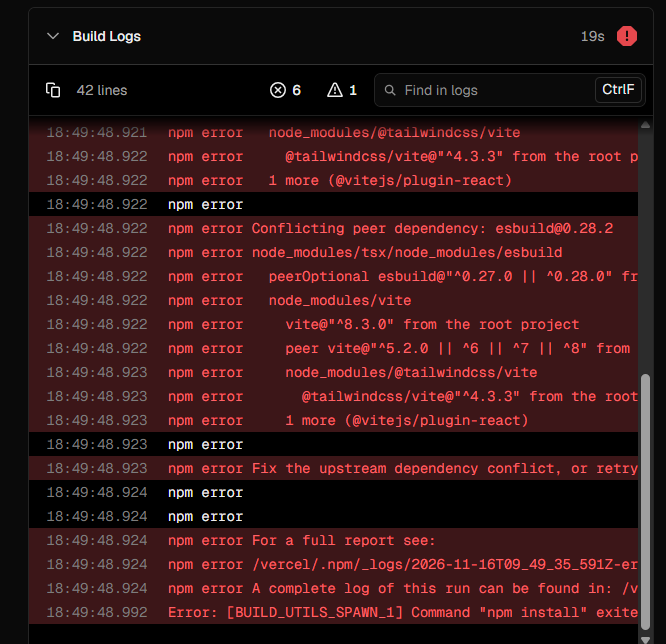 Build Logs 19s
42 lines 6 1 Find in logs CtrlF
18:49:48.921 npm error node_modules/@tailwindcss/vite
18:49:48.922 npm error @tailwindcss/vite@"^4.3.3" from the root p
18:49:48.922 npm error 1 more (@vitejs/plugin-react)
18:49:48.922 npm error
18:49:48.922 npm error Conflicting peer dependency: esbuild@0.28.2
18:49:48.922 npm error node_modules/tsx/node_modules/esbuild
18:49:48.922 npm error peerOptional esbuild@"^0.27.0 || ^0.28.0" fr
18:49:48.922 npm error node_modules/vite
18:49:48.922 npm error vite@"^8.3.0" from the root project
18:49:48.922 npm error peer vite@"^5.2.0 || ^6 || ^7 || ^8" from
18:49:48.923 npm error node_modules/@tailwindcss/vite
18:49:48.923 npm error @tailwindcss/vite@"^4.3.3" from the root
18:49:48.923 npm error 1 more (@vitejs/plugin-react)
18:49:48.923 npm error
18:49:48.923 npm error Fix the upstream dependency conflict, or retry
18:49:48.924 npm error
18:49:48.924 npm error
18:49:48.924 npm error For a full report see:
18:49:48.924 npm error /vercel/.npm/_logs/2026-11-16T09_49_35_591Z-er
18:49:48.924 npm error A complete log of this run can be found in: /v
18:49:48.992 Error: [BUILD_UTILS_SPAWN_1] Command "npm install" exite